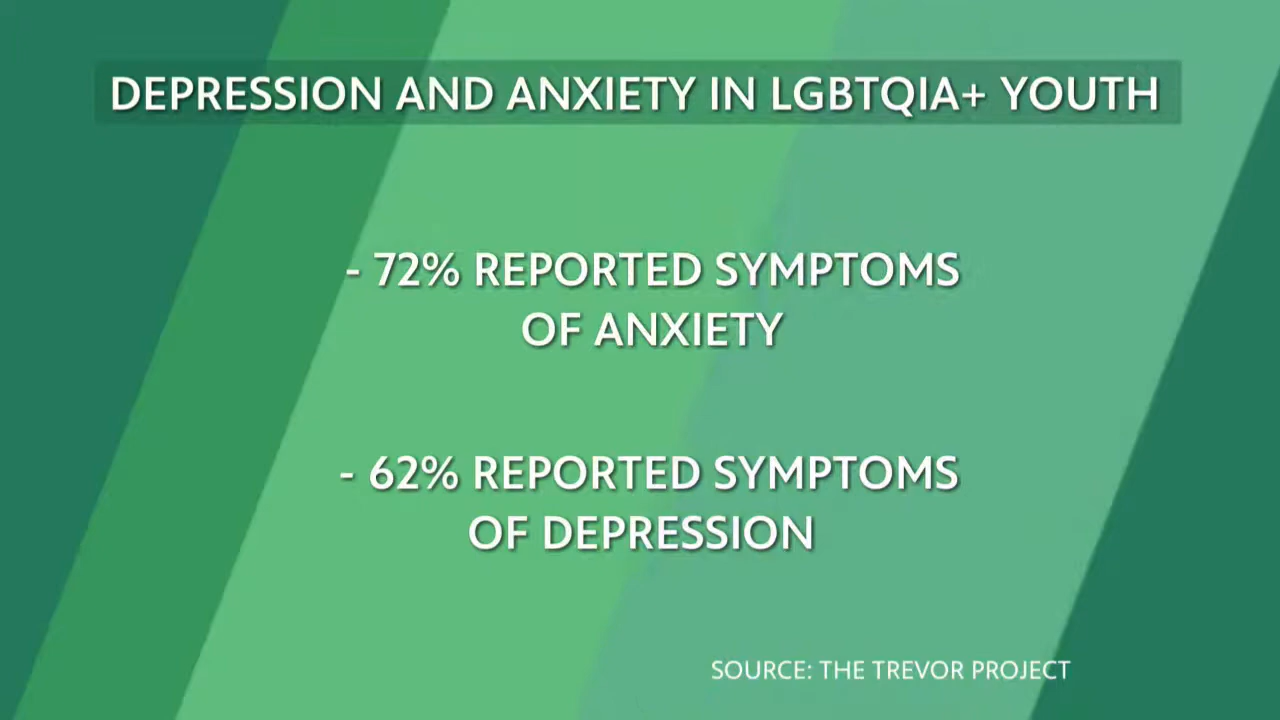 DEPRESSION AND ANXIETY IN LGBTQIA+ YOUTH
- 72% REPORTED SYMPTOMS
OF ANXIETY
- 62% REPORTED SYMPTOMS
OF DEPRESSION
SOURCE: THE TREVOR PROJECT